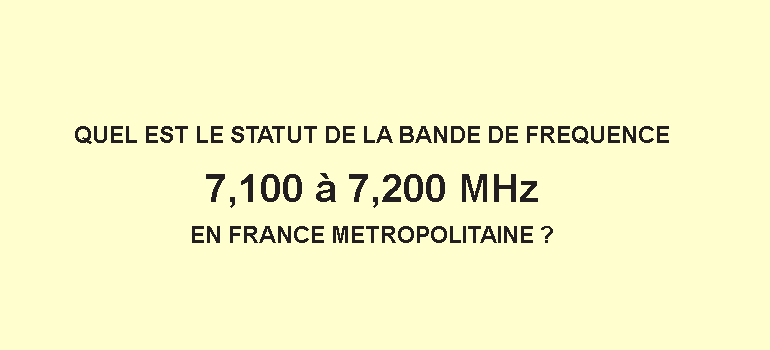 QUEL EST LE STATUT DE LA BANDE DE FREQUENCE
7,100 à 7,200 MHz
EN FRANCE METROPOLITAINE ?